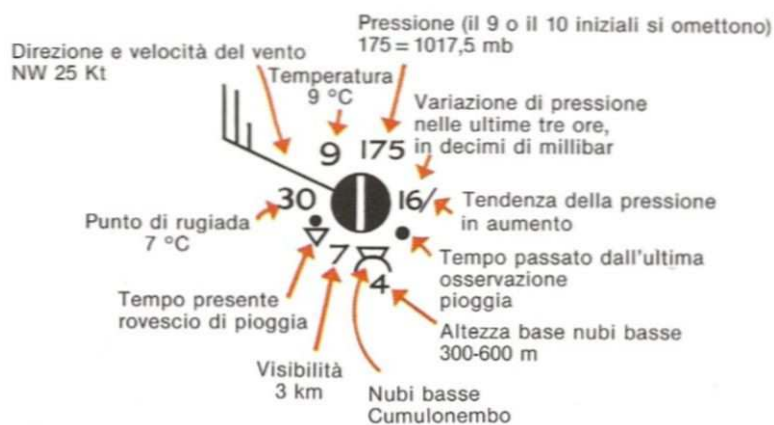 Pressione (il 9 o il 10 iniziali si omettono)
175 = 1017,5 mb
Direzione e velocità del vento
NW 25 Kt
Temperatura
9 °C
Variazione di pressione
nelle ultime tre ore,
in decimi di millibar
9 175
30 16/
Tendenza della pressione
in aumento
Punto di rugiada
7 °C
7
4
Tempo passato dall'ultima
osservazione
pioggia
Tempo presente
rovescio di pioggia
Altezza base nubi basse
300-600 m
Visibilità
3 km
Nubi basse
Cumulonembo